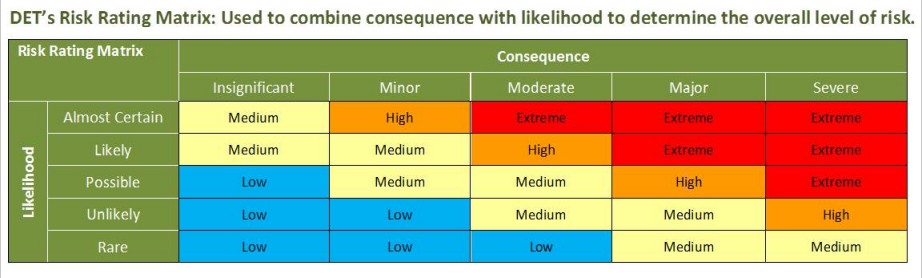 DET's Risk Rating Matrix: Used to combine consequence with likelihood to determine the overall level of risk.
Risk Rating Matrix
Consequence
Insignificant Minor Moderate Major Severe
Likelihood
Almost Certain Medium High Extreme Extreme Extreme
Likely Medium Medium High Extreme Extreme
Possible Low Medium Medium High Extreme
Unlikely Low Low Medium Medium High
Rare Low Low Low Medium Medium